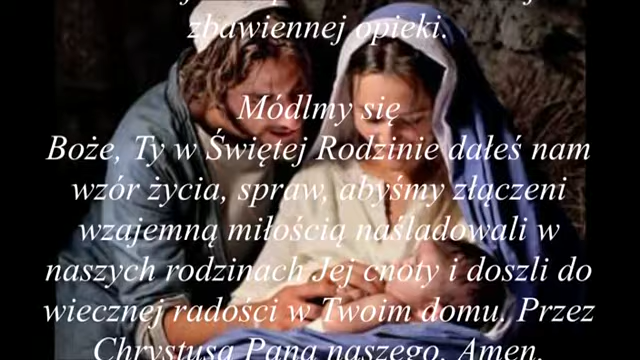 zbawiennej opieki.
Módlmy się
Boże, Ty w Świętej Rodzinie dałeś nam
wzór życia, spraw, abyśmy złączeni
wzajemną miłością naśladowali w
naszych rodzinach Jej cnoty i doszli do
wiecznej radości w Twoim domu. Przez
Chrystusa Pana naszego. Amen.